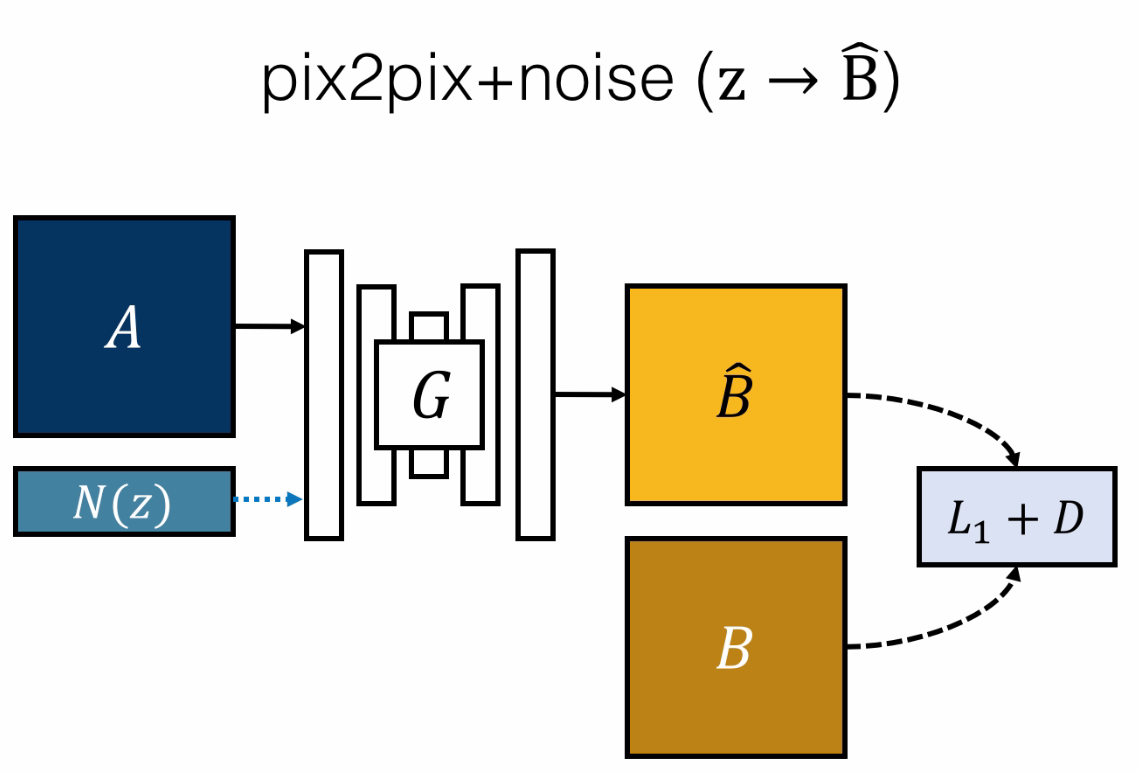 pix2pix+noise (z → B̂)
A
N(z)
G
B̂
B
L₁ + D